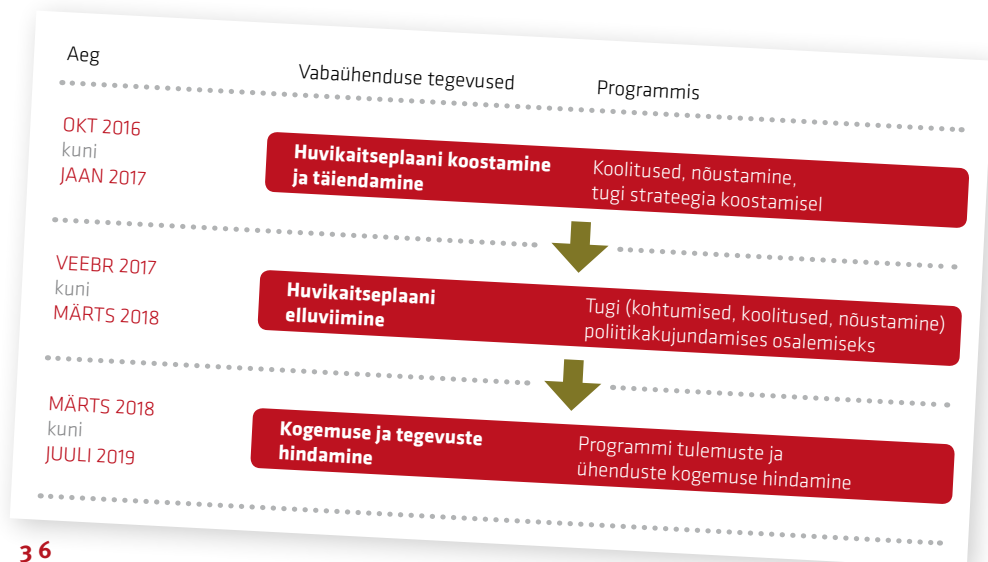 Aeg
Vabaühenduse tegevused
Programmis
OKT 2016
kuni
JAAN 2017
Huvikaitseplaani koostamine
ja täiendamine
Koolitused, nõustamine,
tugi strateegia koostamisel
VEEBR 2017
kuni
MÄRTS 2018
Huvikaitseplaani
elluviimine
Tugi (kohtumised, koolitused, nõustamine)
poliitikakujundamises osalemiseks
MÄRTS 2018
kuni
JUULI 2019
Kogemuse ja tegevuste
hindamine
Programmi tulemuste ja
ühenduste kogemuse hindamine
36